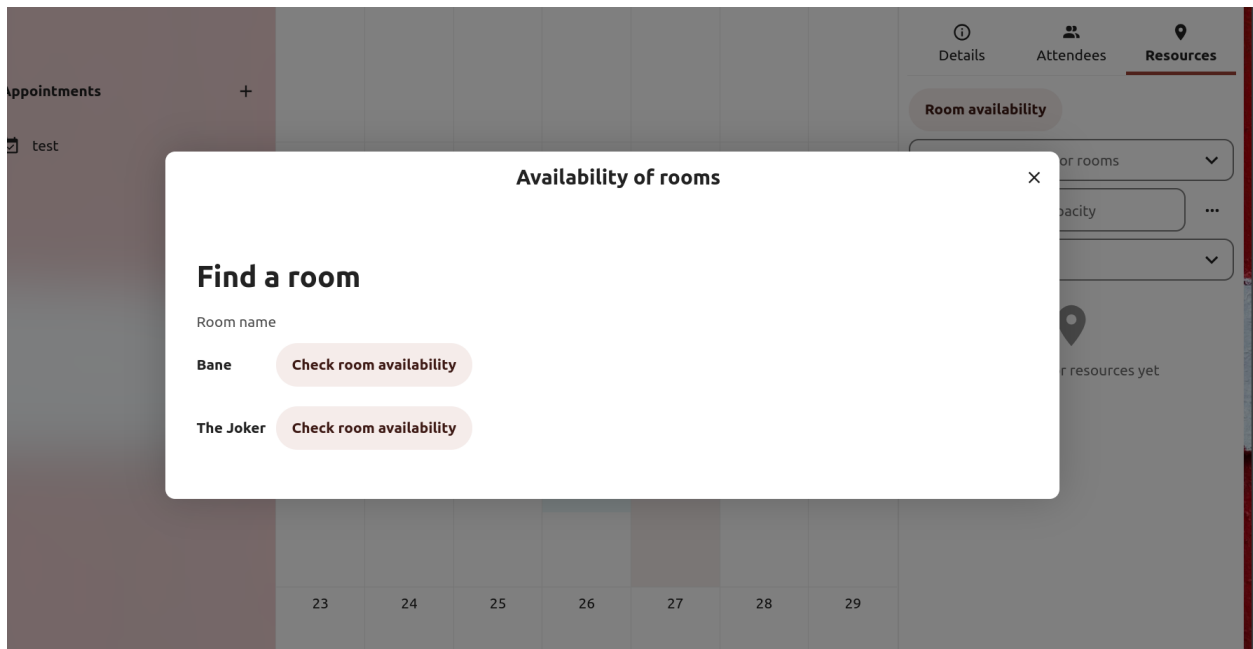 Details
Attendees
Resources
Appointments
Room availability
test
or rooms
Availability of rooms
Find a room
Room name
Bane
Check room availability
The Joker
Check room availability
resources yet
23
24
25
26
27
28
29